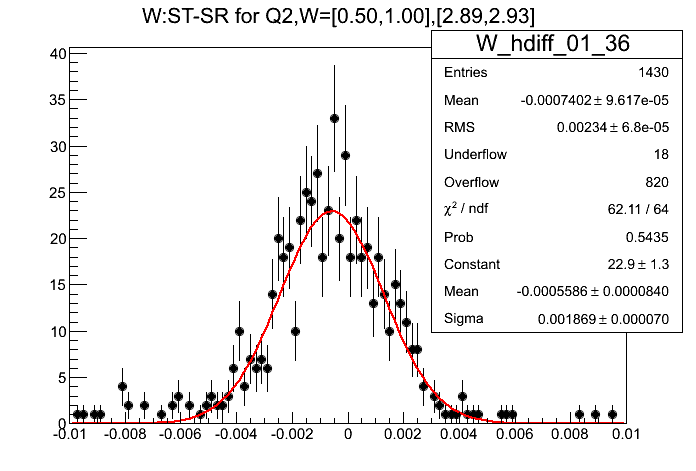 W:ST-SR for Q2,W=[0.50,1.00],[2.89,2.93]
W_hdiff_01_36
Entries 1430
Mean -0.0007402 ± 9.617e-05
RMS 0.00234 ± 6.8e-05
Underflow 18
Overflow 820
χ² / ndf 62.11 / 64
Prob 0.5435
Constant 22.9 ± 1.3
Mean -0.0005586 ± 0.0000840
Sigma 0.001869 ± 0.000070
40
35
30
25
20
15
10
5
0
-0.01 -0.008 -0.006 -0.004 -0.002 0 0.002 0.004 0.006 0.008 0.01